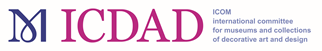 ICDAD
ICOM
international committee
for museums and collections
of decorative art and design